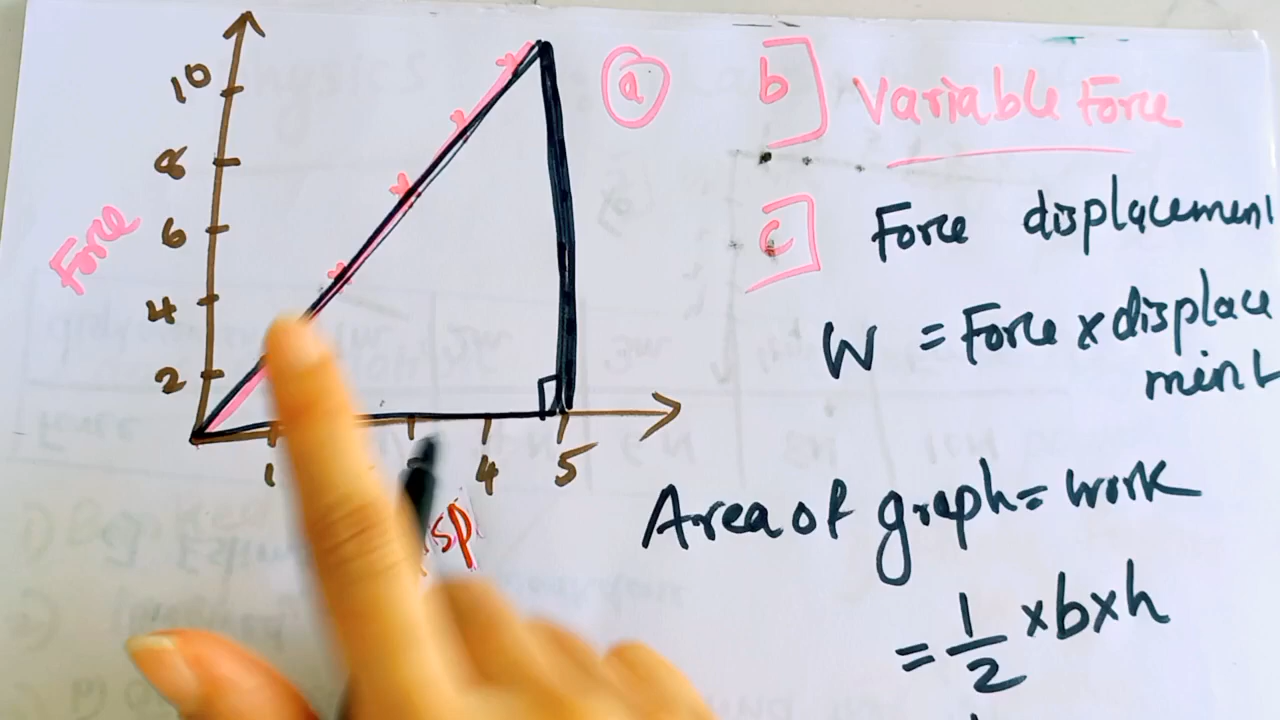 10
8
6
4
2
Force
1
4
5
isp
a
b Variable Force
c Force displacement
W = Force x displace
ment
Area of graph = work
= 1/2 x b x h